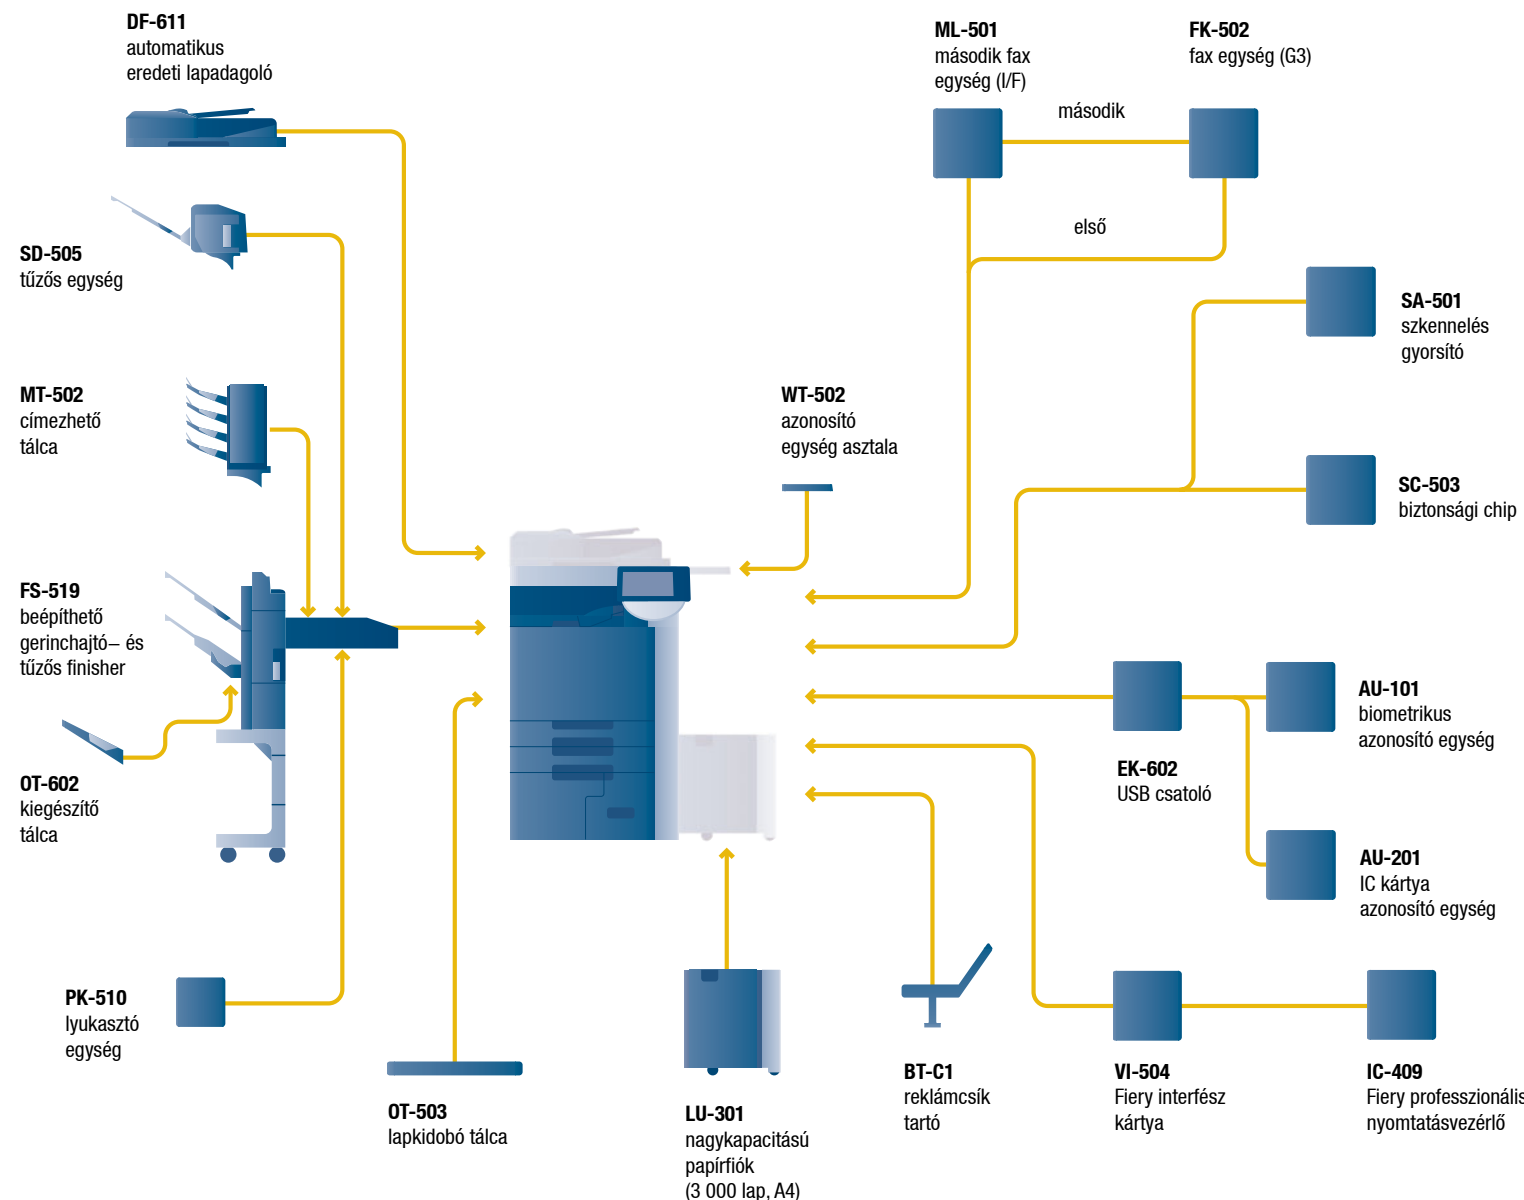 DF-611
automatikus
eredeti lapadagoló
SD-505
tűzős egység
MT-502
címezhető
tálca
FS-519
beépíthető
gerinchajtó– és
tűzős finisher
OT-602
kiegészítő
tálca
PK-510
lyukasztó
egység
OT-503
lapkidobó tálca
LU-301
nagykapacitású
papírfiók
(3 000 lap, A4)
WT-502
azonosító
egység asztala
ML-501
második fax
egység (I/F)
második
első
FK-502
fax egység (G3)
SA-501
szkennelés
gyorsító
SC-503
biztonsági chip
EK-602
USB csatoló
AU-101
biometrikus
azonosító egység
AU-201
IC kártya
azonosító egység
BT-C1
reklámcsík
tartó
VI-504
Fiery interfész
kártya
IC-409
Fiery professzionális
nyomtatásvezérlő